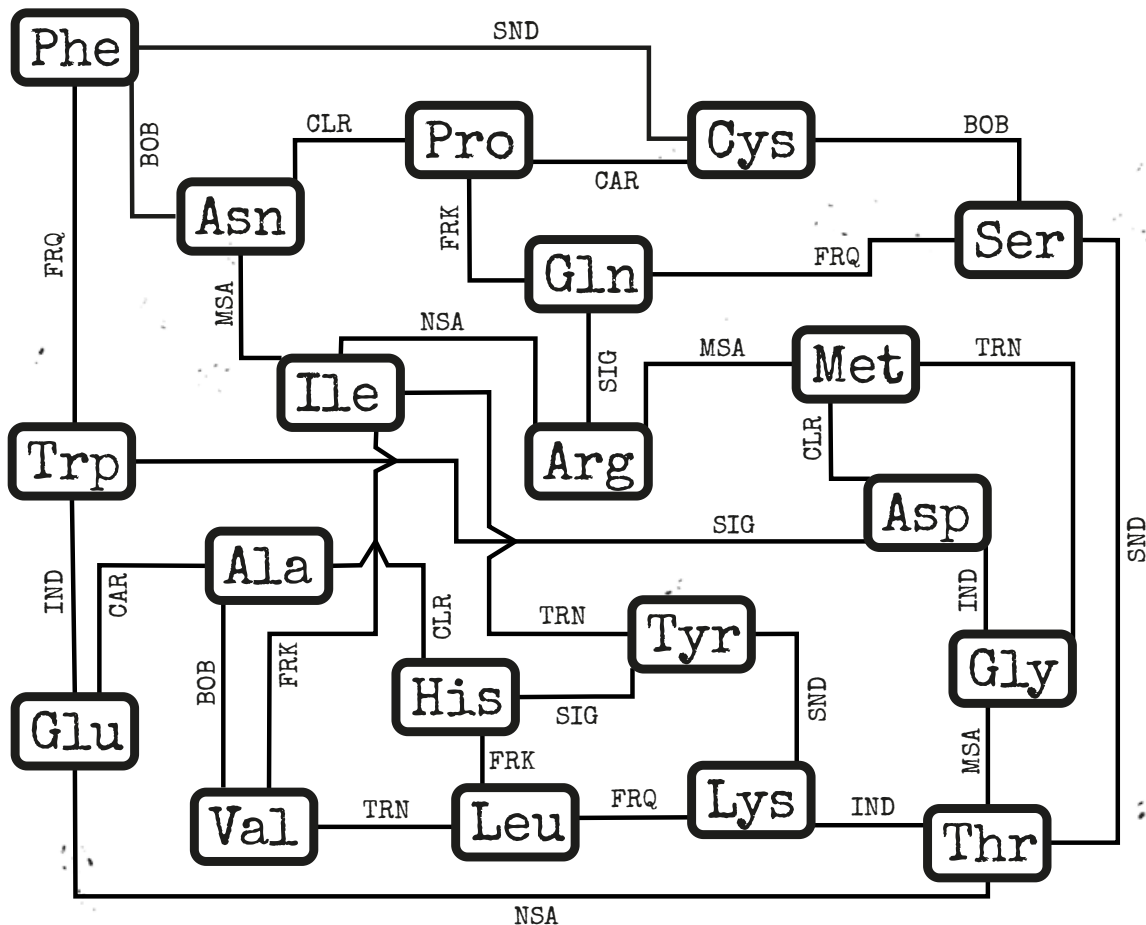 SND
Phe
CLR
Pro
Cys
BOB
BOB
CAR
Asn
FRK
Ser
FRQ
Gln
FRQ
MSA
NSA
MSA
Met
TRN
SIG
Ile
CLR
Trp
Arg
Asp
SIG
SND
Ala
IND
CAR
IND
CLR
TRN
Tyr
BOB
FRK
Gly
His
SIG
SND
Glu
MSA
FRK
TRN
FRQ
Lys
IND
Val
Leu
Thr
NSA